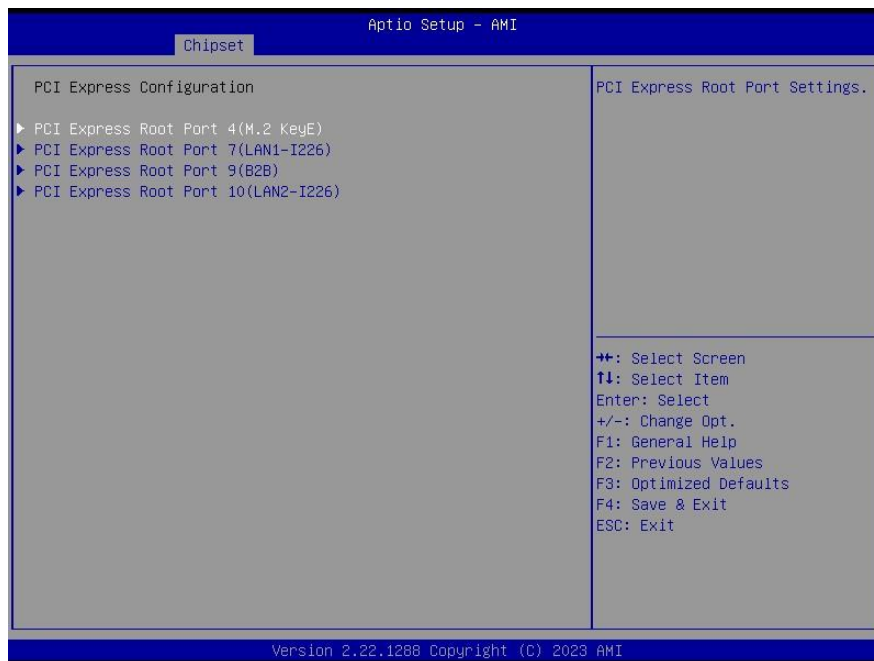 Aptio Setup - AMI
Chipset
PCI Express Configuration
▶ PCI Express Root Port 4(M.2 KeyE)
▶ PCI Express Root Port 7(LAN1-I226)
▶ PCI Express Root Port 9(B2B)
▶ PCI Express Root Port 10(LAN2-I226)
PCI Express Root Port Settings.
→←: Select Screen
↑↓: Select Item
Enter: Select
+/-: Change Opt.
F1: General Help
F2: Previous Values
F3: Optimized Defaults
F4: Save & Exit
ESC: Exit
Version 2.22.1288 Copyright (C) 2023 AMI